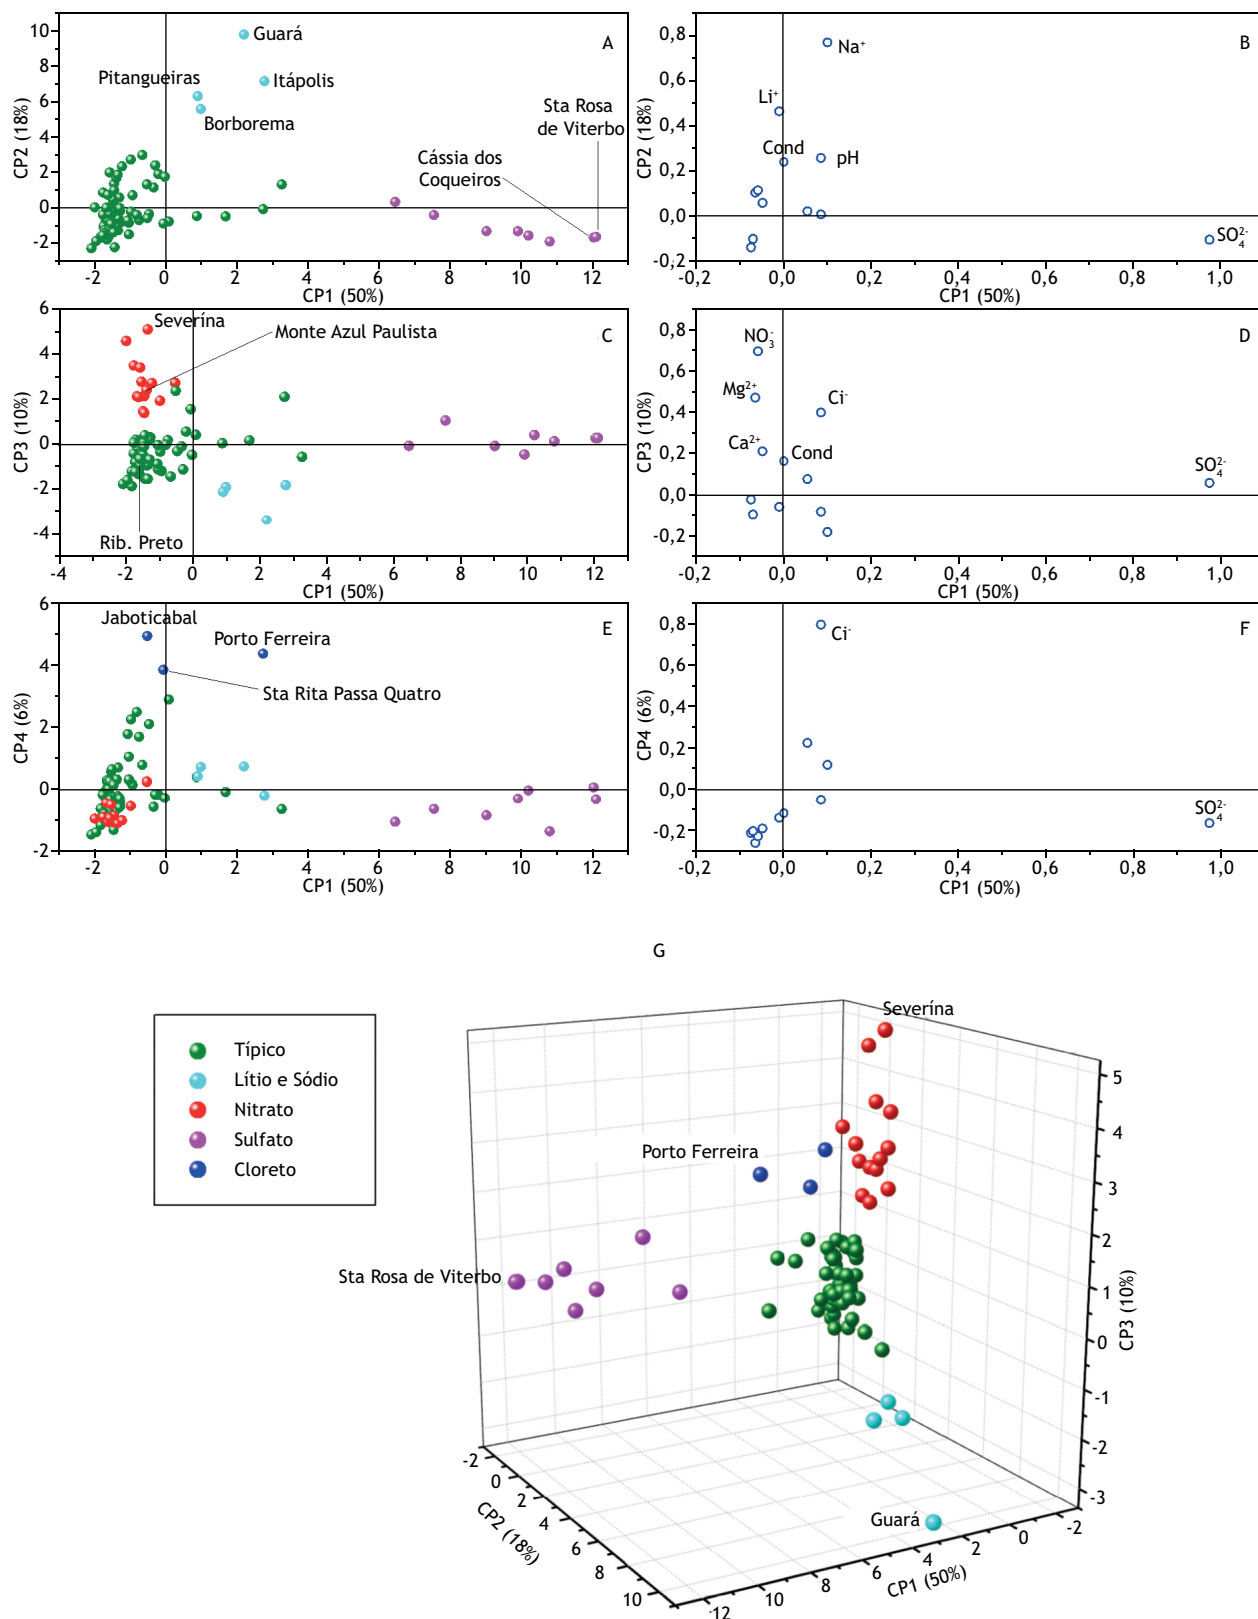 A
CP2 (18%)
10
8
6
4
2
0
-2
Guará
Pitangueiras
Itápolis
Borborema
Sta Rosa
de Viterbo
Cássia dos
Coqueiros
-2 0 2 4 6 8 10 12
CP1 (50%)
B
CP2 (18%)
0,8
0,6
0,4
0,2
0,0
-0,2
Na⁺
Li⁺
Cond
pH
SO₄²⁻
-0,2 0,0 0,2 0,4 0,6 0,8 1,0
CP1 (50%)
C
CP3 (10%)
6
4
2
0
-2
-4
Severína
Monte Azul Paulista
Rib. Preto
-4 -2 0 2 4 6 8 10 12
CP1 (50%)
D
CP3 (10%)
0,8
0,6
0,4
0,2
0,0
-0,2
NO₃⁻
Mg²⁺
Ci⁻
Ca²⁺
Cond
SO₄²⁻
-0,2 0,0 0,2 0,4 0,6 0,8 1,0
CP1 (50%)
E
CP4 (6%)
6
4
2
0
-2
Jaboticabal
Porto Ferreira
Sta Rita Passa Quatro
-2 0 2 4 6 8 10 12
CP1 (50%)
F
CP4 (6%)
0,8
0,6
0,4
0,2
0,0
-0,2
Ci⁻
SO₄²⁻
-0,2 0,0 0,2 0,4 0,6 0,8 1,0
CP1 (50%)
G
Típico
Lítio e Sódio
Nitrato
Sulfato
Cloreto
Severína
Porto Ferreira
Sta Rosa de Viterbo
Guará
5
4
3
2
1
0
-1
-2
-3
CP3 (10%)
-2 0 2 4 6 8 10
CP2 (18%)
12 10 8 6 4 2 0 -2
CP1 (50%)